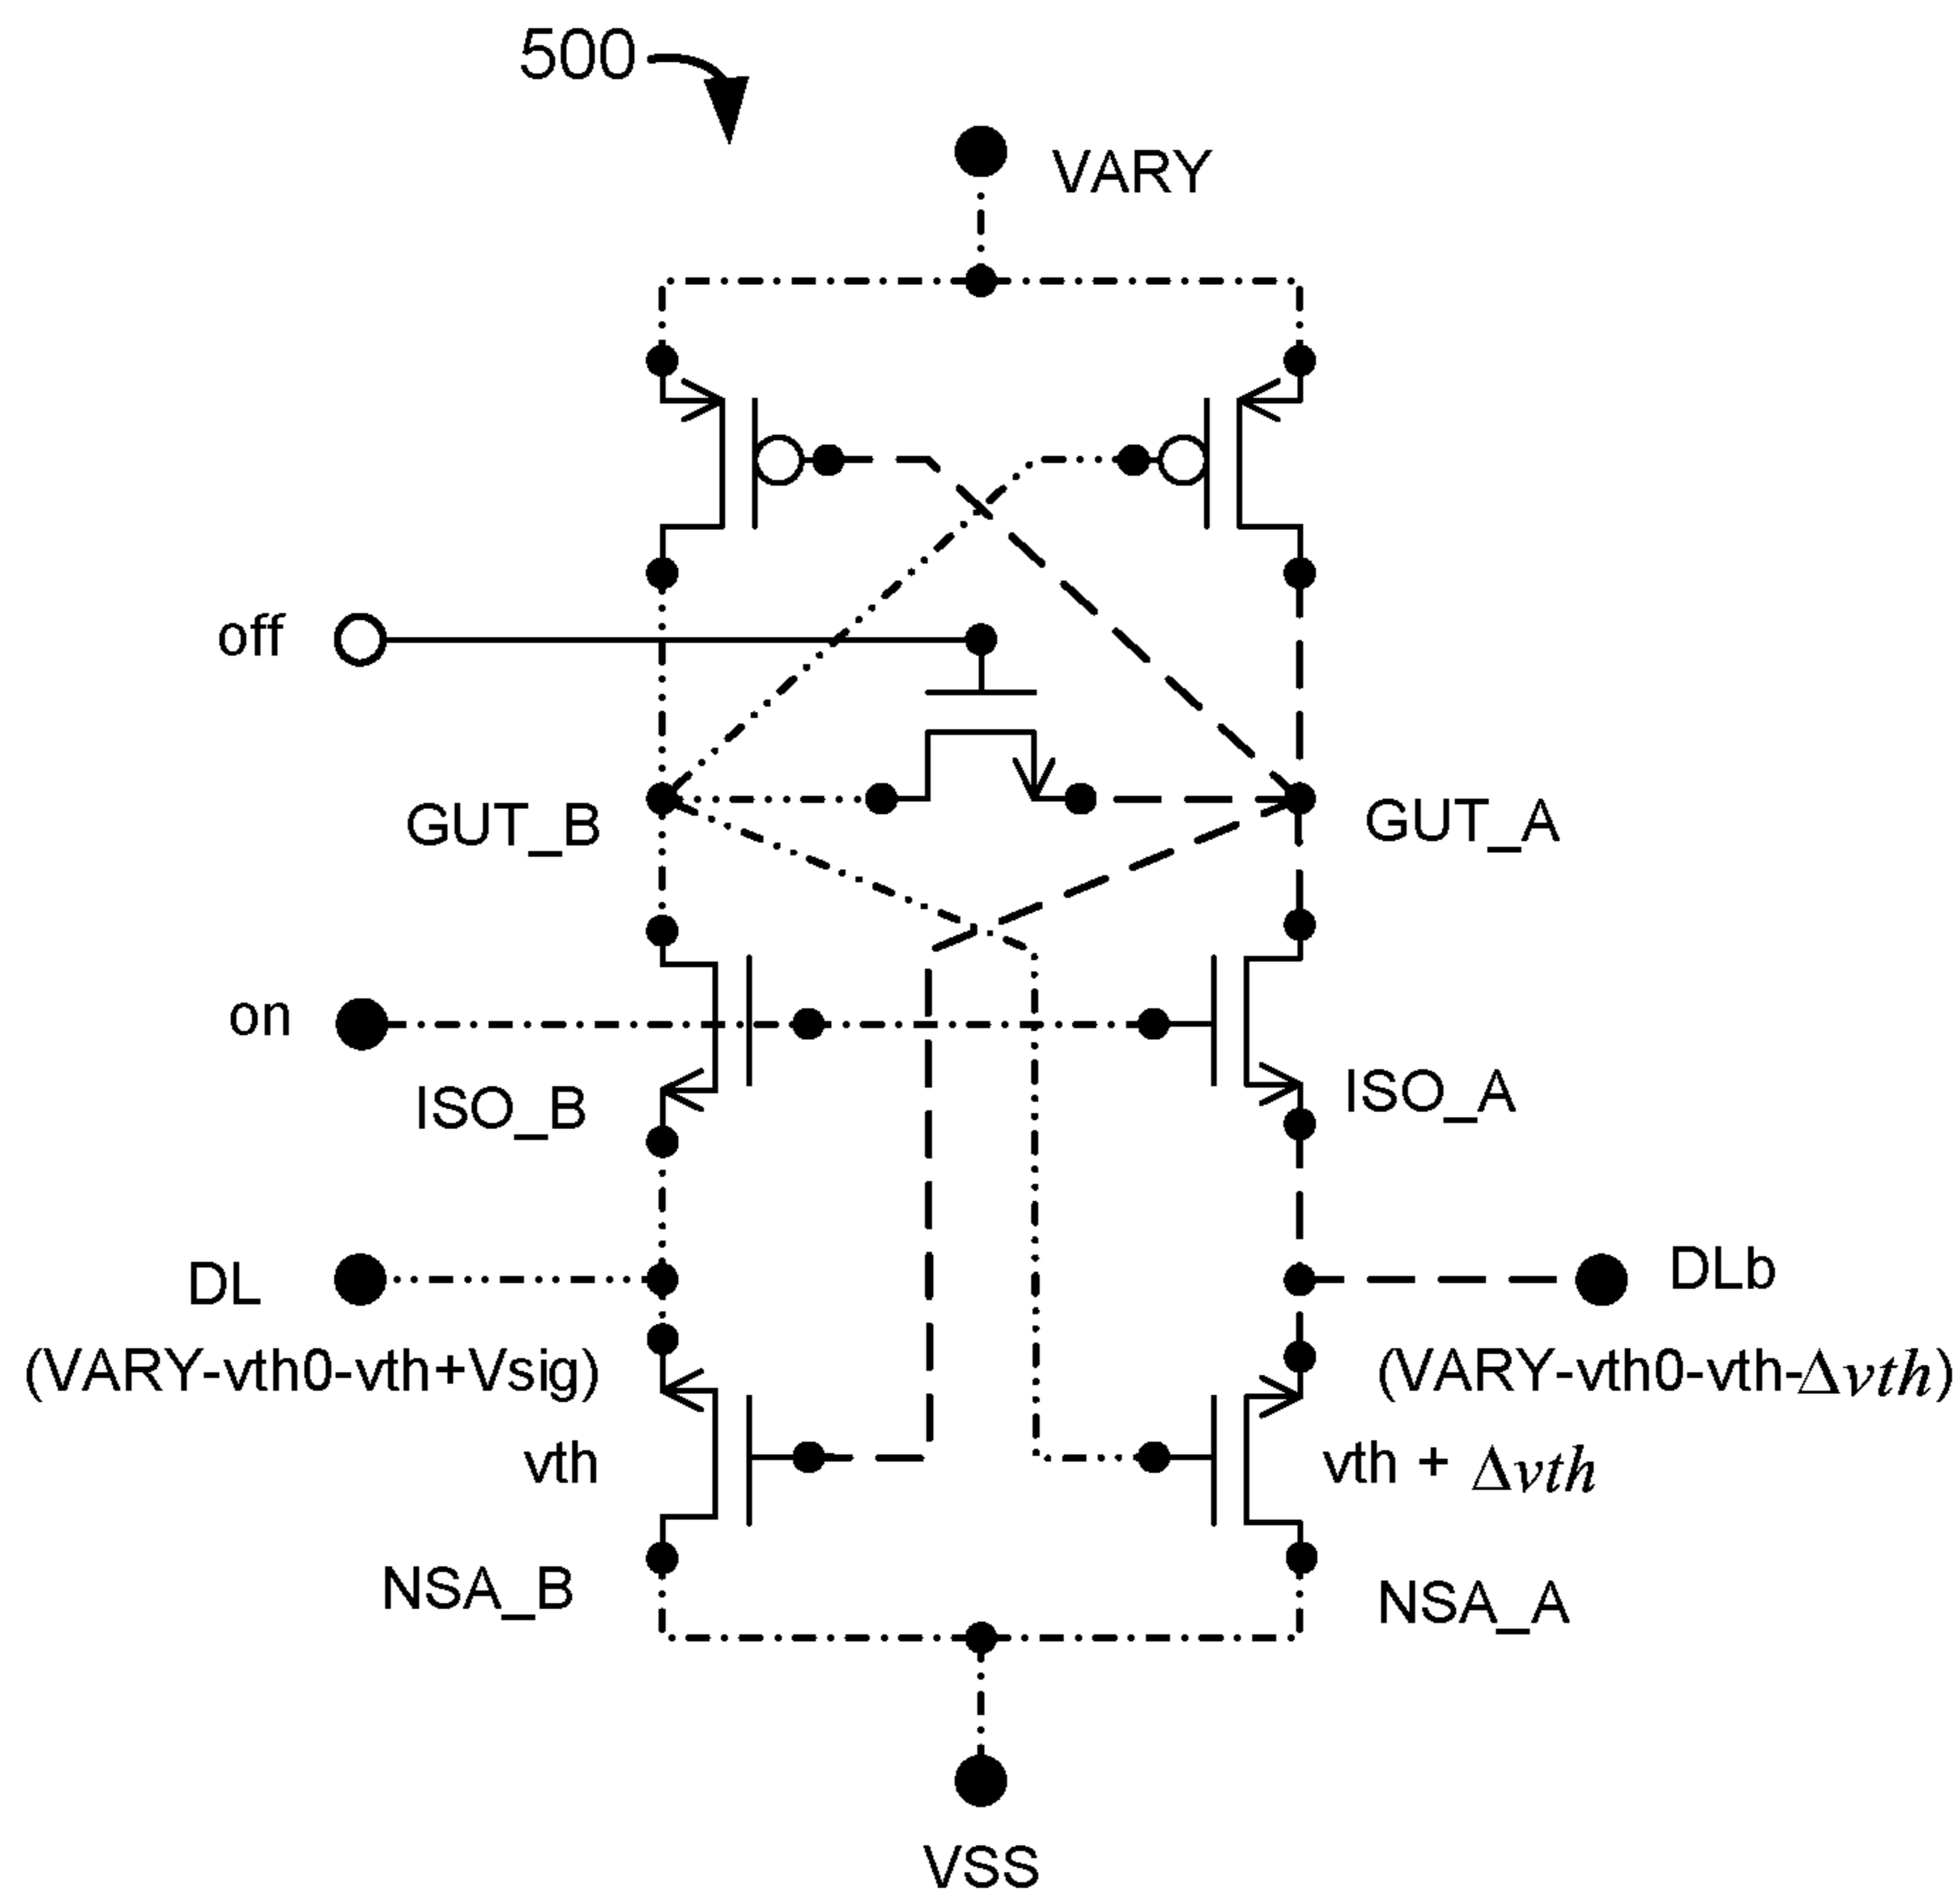 500
VARY
off
GUT_B
GUT_A
on
ISO_B
ISO_A
DL
DLb
(VARY-vth0-vth+Vsig)
(VARY-vth0-vth-Δvth)
vth
vth + Δvth
NSA_B
NSA_A
VSS